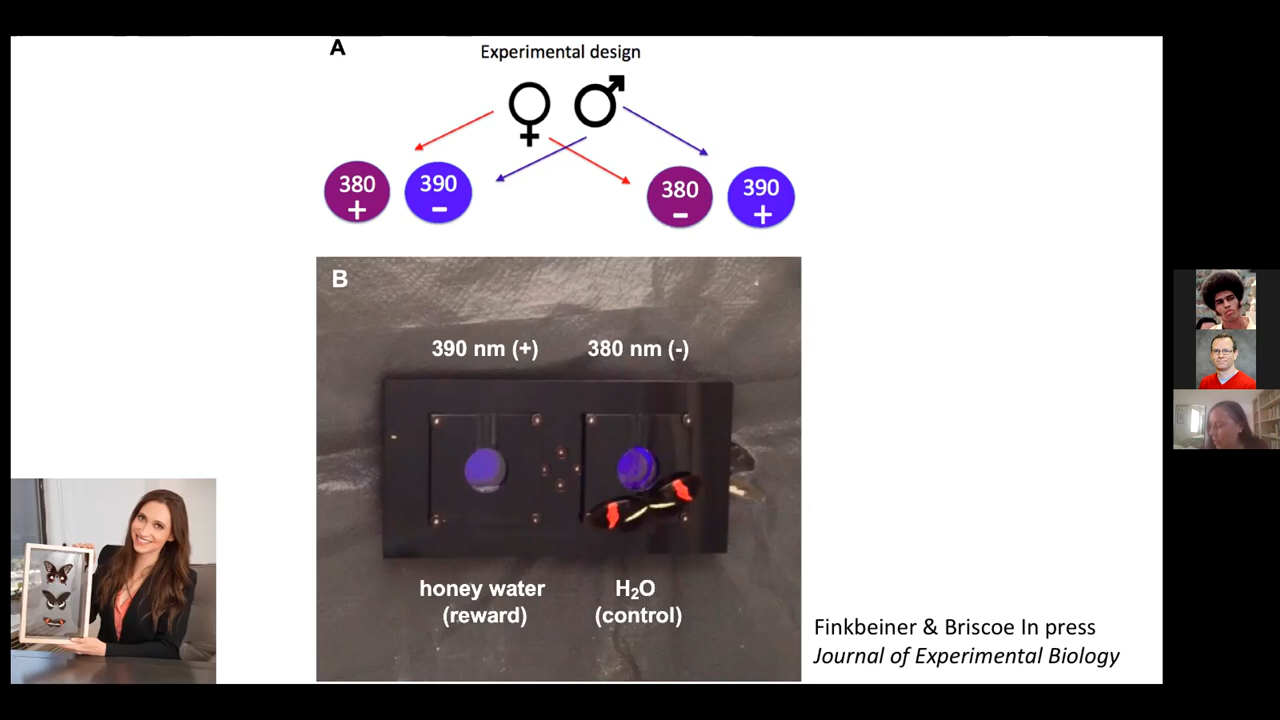 A
Experimental design
380
+
390
–
380
–
390
+
B
390 nm (+)
380 nm (-)
honey water
(reward)
H₂O
(control)
Finkbeiner & Briscoe In press
Journal of Experimental Biology